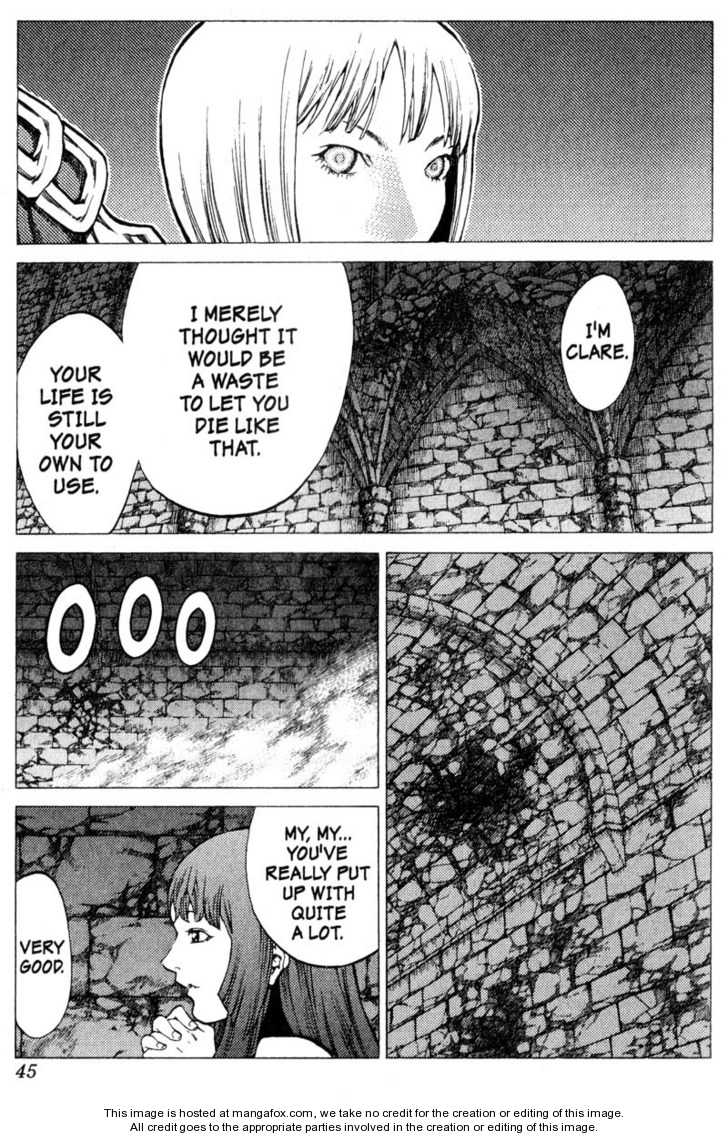 I'M
CLARE.
I MERELY
THOUGHT IT
WOULD BE
A WASTE
TO LET YOU
DIE LIKE
THAT.
YOUR
LIFE IS
STILL
YOUR
OWN TO
USE.
MY, MY...
YOU'VE
REALLY PUT
UP WITH
QUITE
A LOT.
VERY
GOOD.
45
This image is hosted at mangafox.com, we take no credit for the creation or editing of this image.
All credit goes to the appropriate parties involved in the creation or editing of this image.